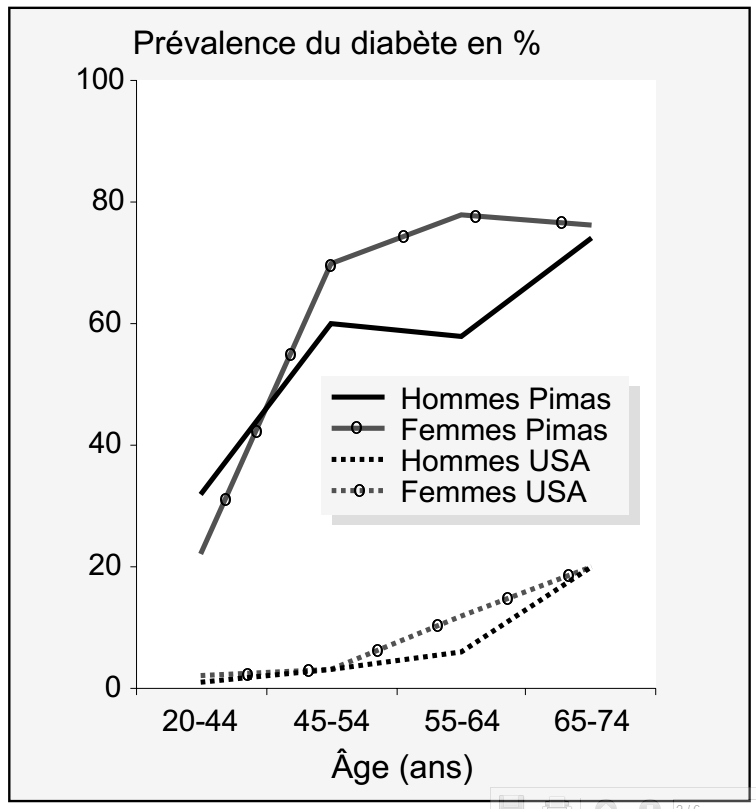 Prévalence du diabète en %
100
80
60
40
20
0
Hommes Pimas
Femmes Pimas
Hommes USA
Femmes USA
20-44 45-54 55-64 65-74
Âge (ans)